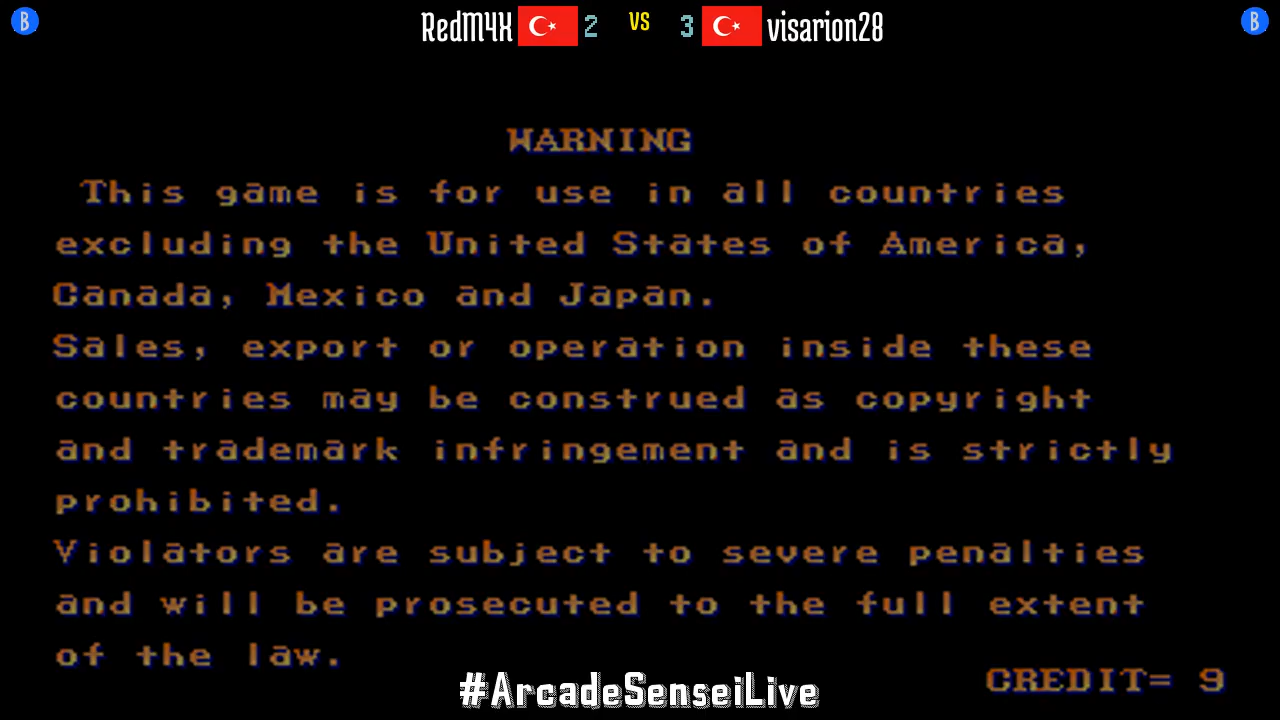 B RedM4X 2 VS 3 visarion28 B
WARNING
This game is for use in all countries
excluding the United States of America,
Canada, Mexico and Japan.
Sales, export or operation inside these
countries may be construed as copyright
and trademark infringement and is strictly
prohibited.
Violators are subject to severe penalties
and will be prosecuted to the full extent
of the law.
CREDIT= 9
#ArcadeSenseiLive